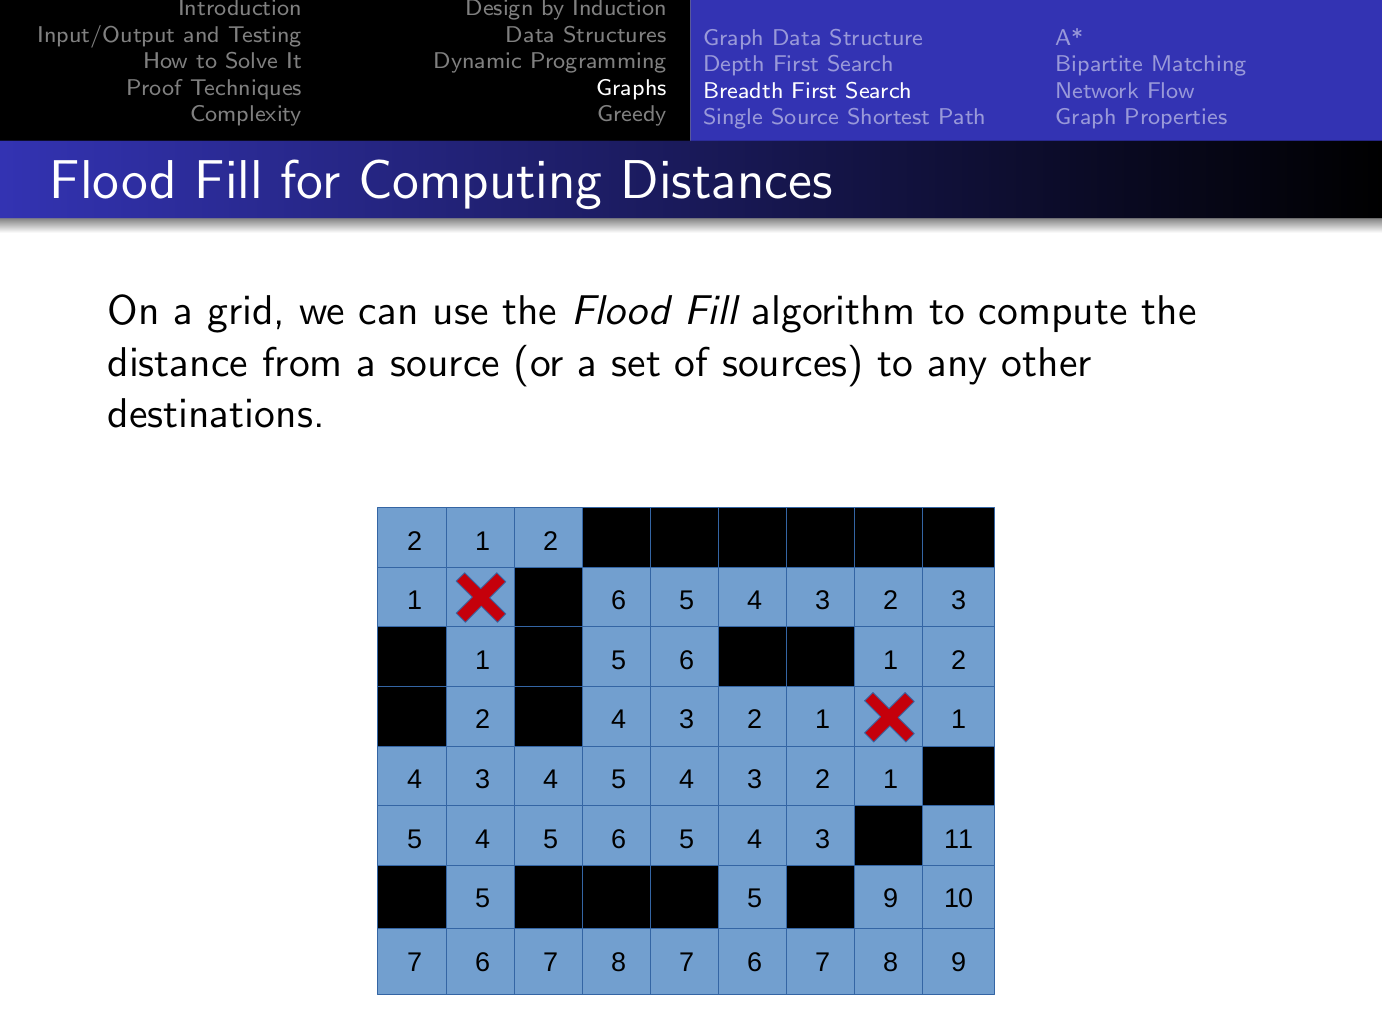 Introduction
Input/Output and Testing
How to Solve It
Proof Techniques
Complexity
Design by Induction
Data Structures
Dynamic Programming
Graphs
Greedy
Graph Data Structure
Depth First Search
Breadth First Search
Single Source Shortest Path
A*
Bipartite Matching
Network Flow
Graph Properties
Flood Fill for Computing Distances
On a grid, we can use the Flood Fill algorithm to compute the
distance from a source (or a set of sources) to any other
destinations.
2 1 2
1 6 5 4 3 2 3
1 5 6 1 2
2 4 3 2 1 1
4 3 4 5 4 3 2 1
5 4 5 6 5 4 3 11
5 5 9 10
7 6 7 8 7 6 7 8 9